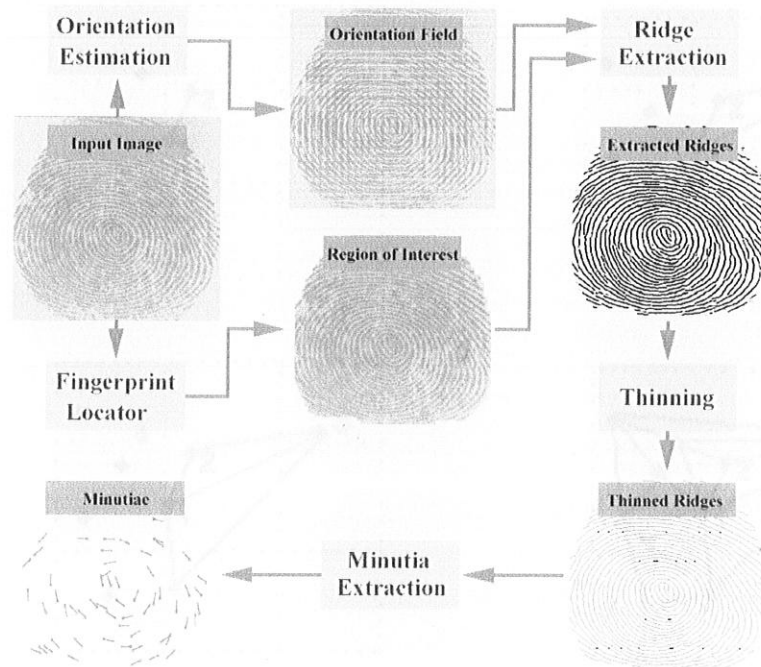 Orientation
Estimation
Orientation Field
Ridge
Extraction
Input Image
Extracted Ridges
Region of Interest
Fingerprint
Locator
Thinning
Minutiae
Thinned Ridges
Minutia
Extraction